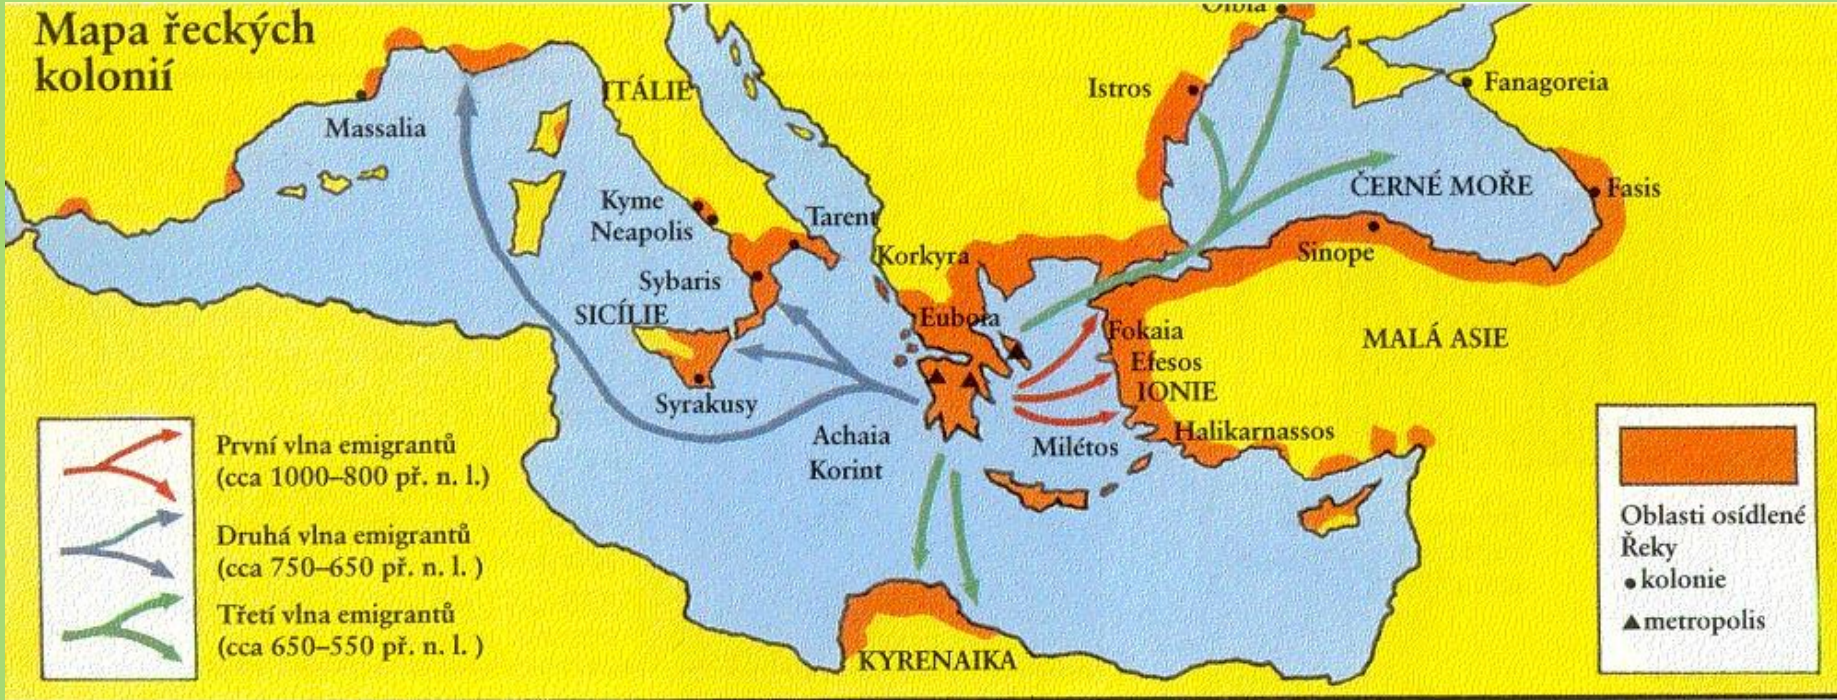 Mapa řeckých
kolonií
Olbia
Istros
Fanagoreia
ITÁLIE
Massalia
ČERNÉ MOŘE
Fasis
Kyme
Neapolis
Tarent
Korkyra
Sinope
Sybaris
SICÍLIE
Euboia
Fokaia
MALÁ ASIE
Efesos
IONIE
Syrakusy
Achaia
Korint
Milétos
Halikarnassos
KYRENAIKA
První vlna emigrantů
(cca 1000–800 př. n. l.)
Druhá vlna emigrantů
(cca 750–650 př. n. l. )
Třetí vlna emigrantů
(cca 650–550 př. n. l. )
Oblasti osídlené
Řeky
kolonie
metropolis